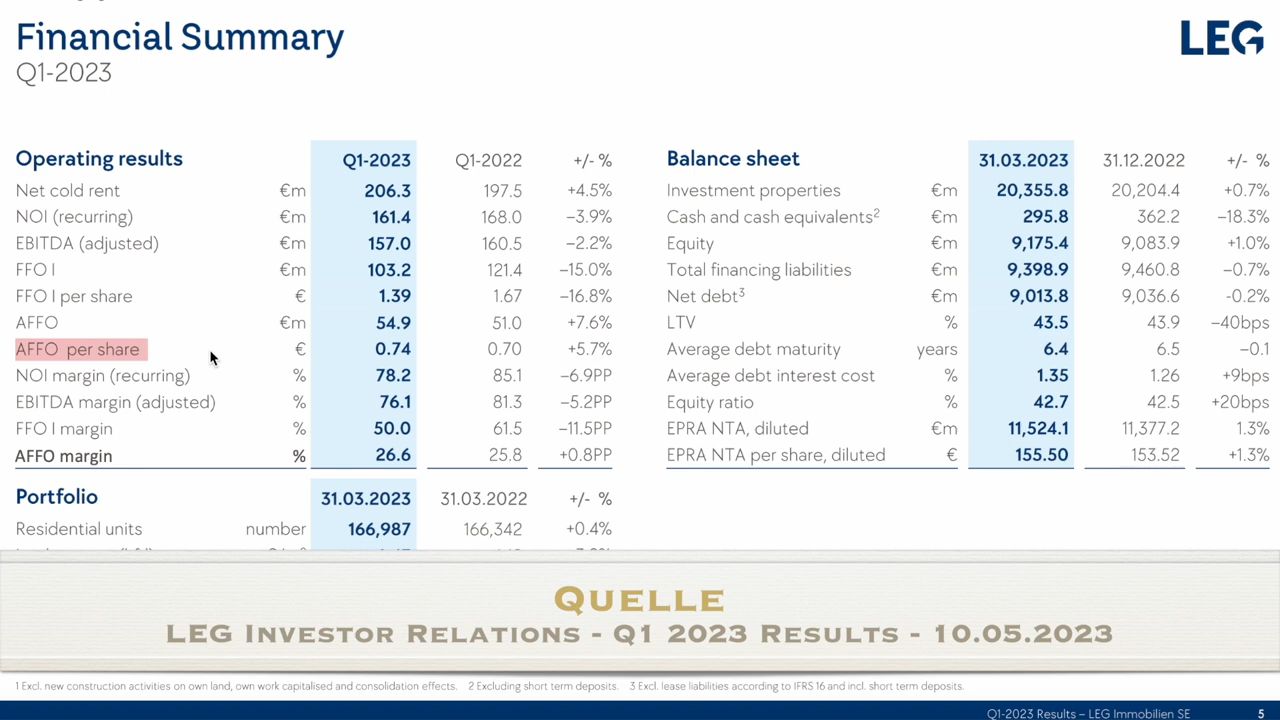 Financial Summary
LEG
Q1-2023
Operating results Q1-2023 Q1-2022 +/- %
Net cold rent €m 206.3 197.5 +4.5%
NOI (recurring) €m 161.4 168.0 –3.9%
EBITDA (adjusted) €m 157.0 160.5 –2.2%
FFO I €m 103.2 121.4 –15.0%
FFO I per share € 1.39 1.67 –16.8%
AFFO €m 54.9 51.0 +7.6%
AFFO per share € 0.74 0.70 +5.7%
NOI margin (recurring) % 78.2 85.1 –6.9PP
EBITDA margin (adjusted) % 76.1 81.3 –5.2PP
FFO I margin % 50.0 61.5 –11.5PP
AFFO margin % 26.6 25.8 +0.8PP
Balance sheet 31.03.2023 31.12.2022 +/- %
Investment properties €m 20,355.8 20,204.4 +0.7%
Cash and cash equivalents² €m 295.8 362.2 –18.3%
Equity €m 9,175.4 9,083.9 +1.0%
Total financing liabilities €m 9,398.9 9,460.8 –0.7%
Net debt³ €m 9,013.8 9,036.6 -0.2%
LTV % 43.5 43.9 –40bps
Average debt maturity years 6.4 6.5 –0.1
Average debt interest cost % 1.35 1.26 +9bps
Equity ratio % 42.7 42.5 +20bps
EPRA NTA, diluted €m 11,524.1 11,377.2 1.3%
EPRA NTA per share, diluted € 155.50 153.52 +1.3%
Portfolio 31.03.2023 31.03.2022 +/- %
Residential units number 166,987 166,342 +0.4%
QUELLE
LEG INVESTOR RELATIONS - Q1 2023 RESULTS - 10.05.2023
1 Excl. new construction activities on own land, own work capitalised and consolidation effects. 2 Excluding short term deposits. 3 Excl. lease liabilities according to IFRS 16 and incl. short term deposits.
Q1-2023 Results – LEG Immobilien SE 5